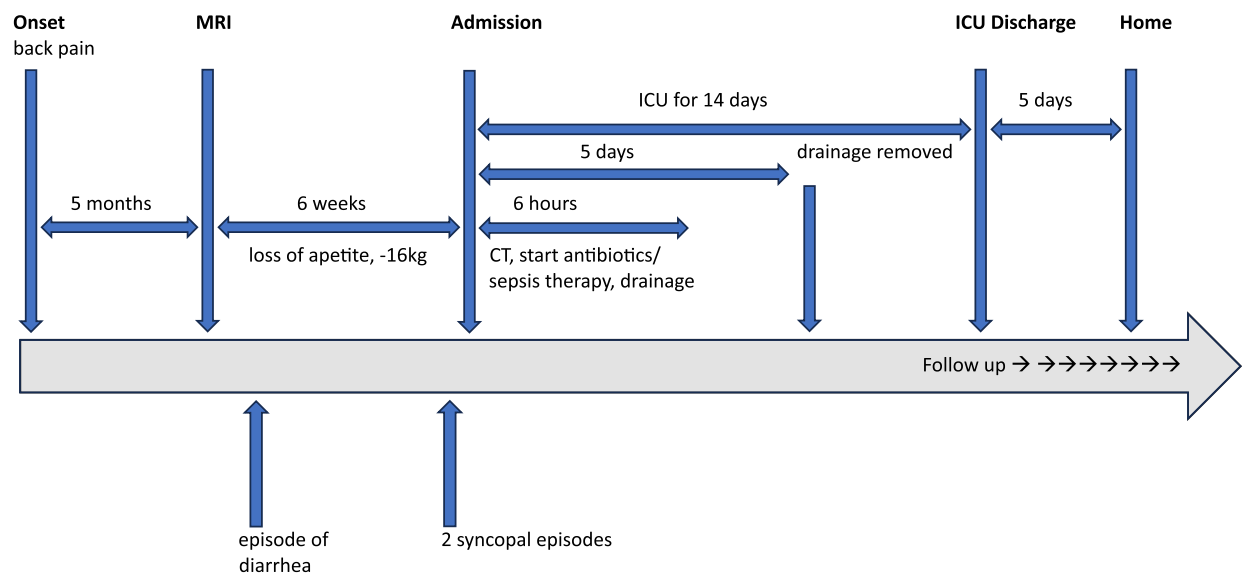 Onset
back pain
MRI
Admission
ICU Discharge
Home
ICU for 14 days
5 days
5 days
drainage removed
5 months
6 weeks
6 hours
loss of apetite, -16kg
CT, start antibiotics/
sepsis therapy, drainage
Follow up → → → → → → → →
episode of
diarrhea
2 syncopal episodes